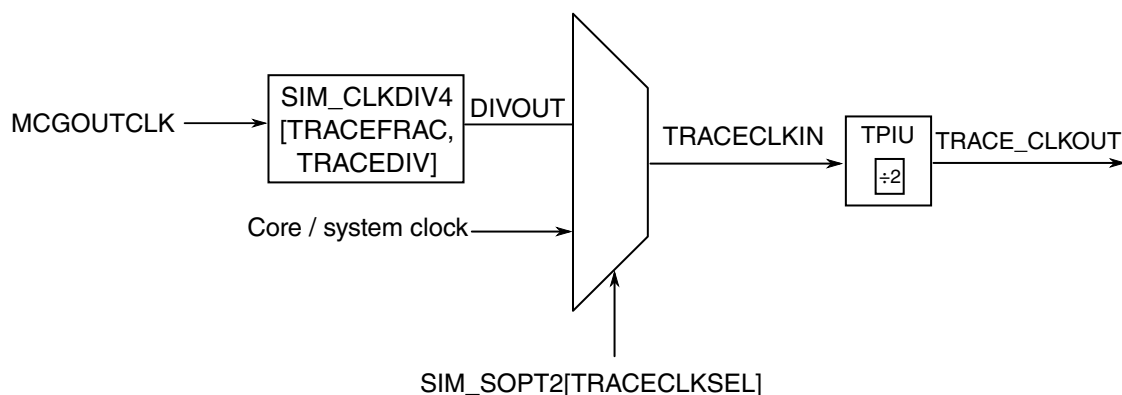 MCGOUTCLK
SIM_CLKDIV4
[TRACEFRAC,
TRACEDIV]
DIVOUT
TRACECLKIN
TPIU
÷2
TRACE_CLKOUT
Core / system clock
SIM_SOPT2[TRACECLKSEL]